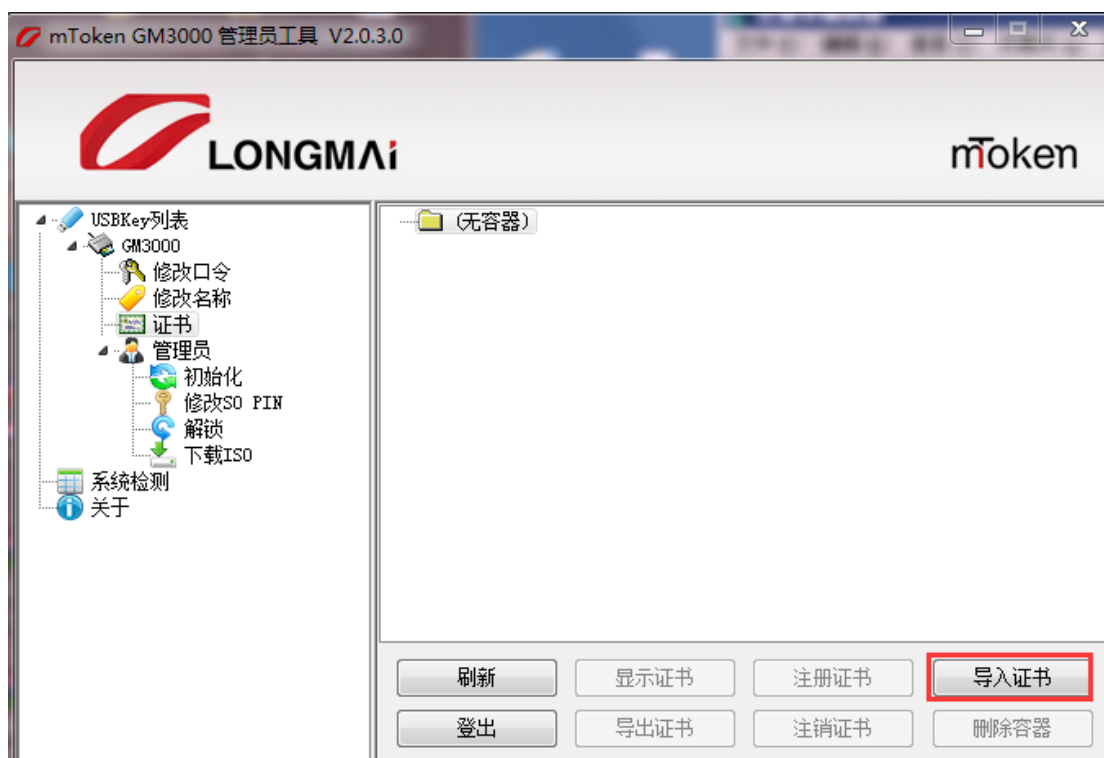 mToken GM3000 管理员工具 V2.0.3.0
LONGMAi
mToken
USBKey列表
GM3000
修改口令
修改名称
证书
管理员
初始化
修改SO PIN
解锁
下载ISO
系统检测
关于
(无容器)
刷新 显示证书 注册证书 导入证书
登出 导出证书 注销证书 删除容器